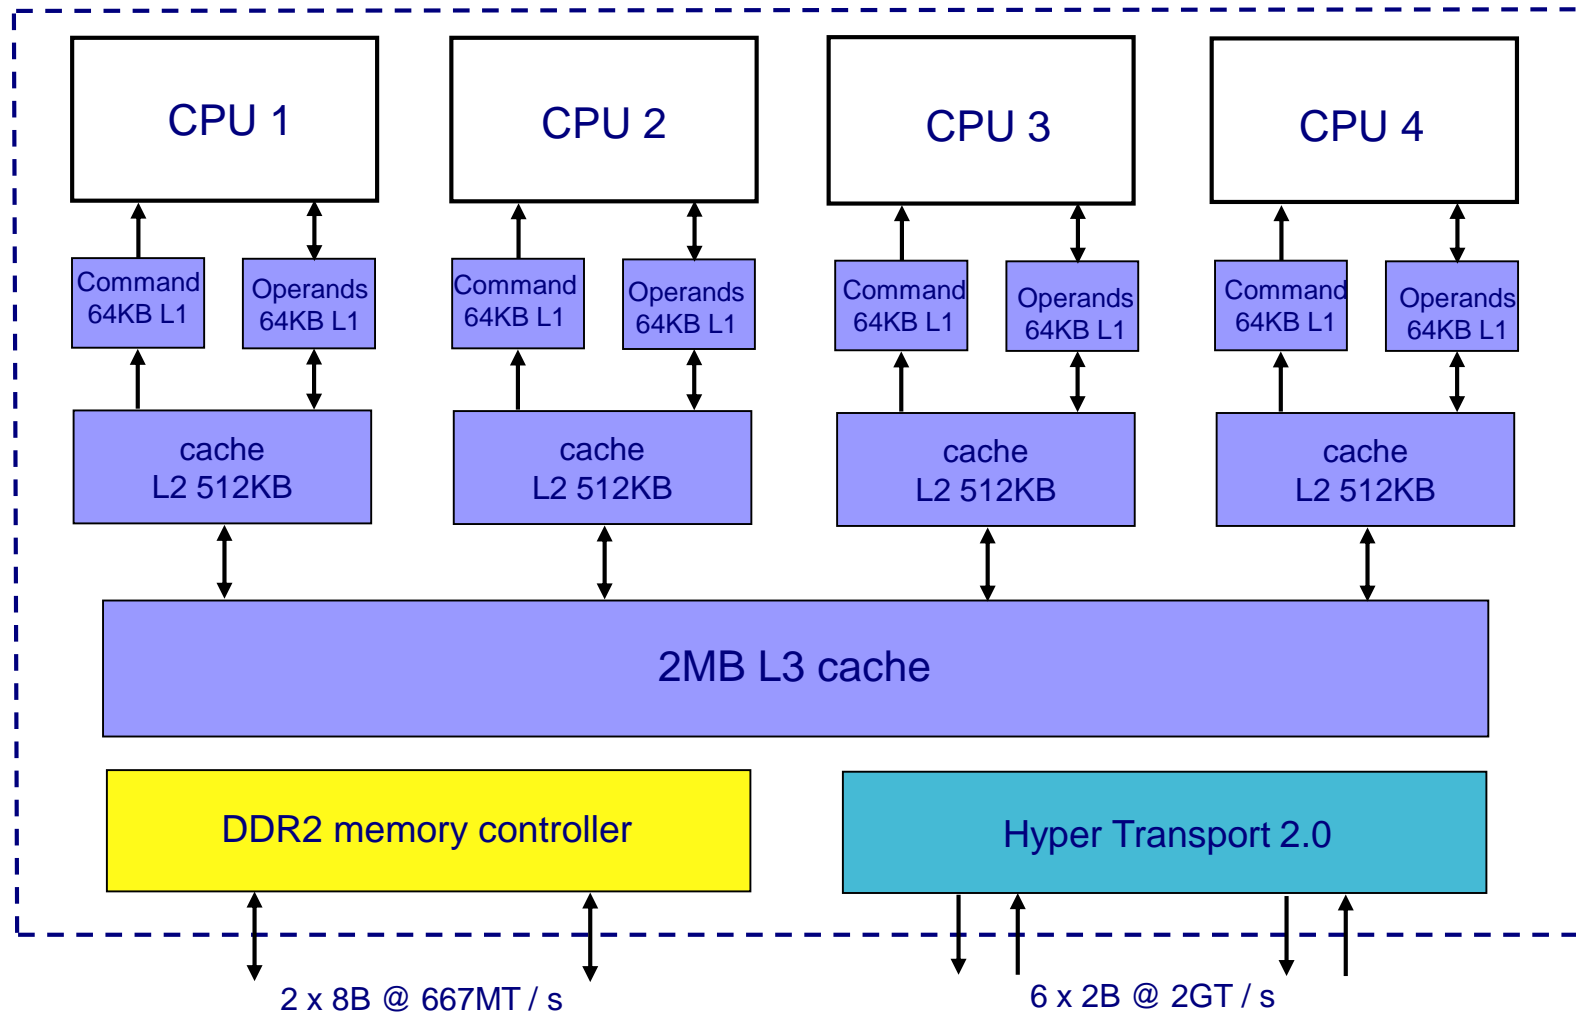 CPU 1
CPU 2
CPU 3
CPU 4
Command
64KB L1
Operands
64KB L1
Command
64KB L1
Operands
64KB L1
Command
64KB L1
Operands
64KB L1
Command
64KB L1
Operands
64KB L1
cache
L2 512KB
cache
L2 512KB
cache
L2 512KB
cache
L2 512KB
2MB L3 cache
DDR2 memory controller
Hyper Transport 2.0
2 x 8B @ 667MT / s
6 x 2B @ 2GT / s